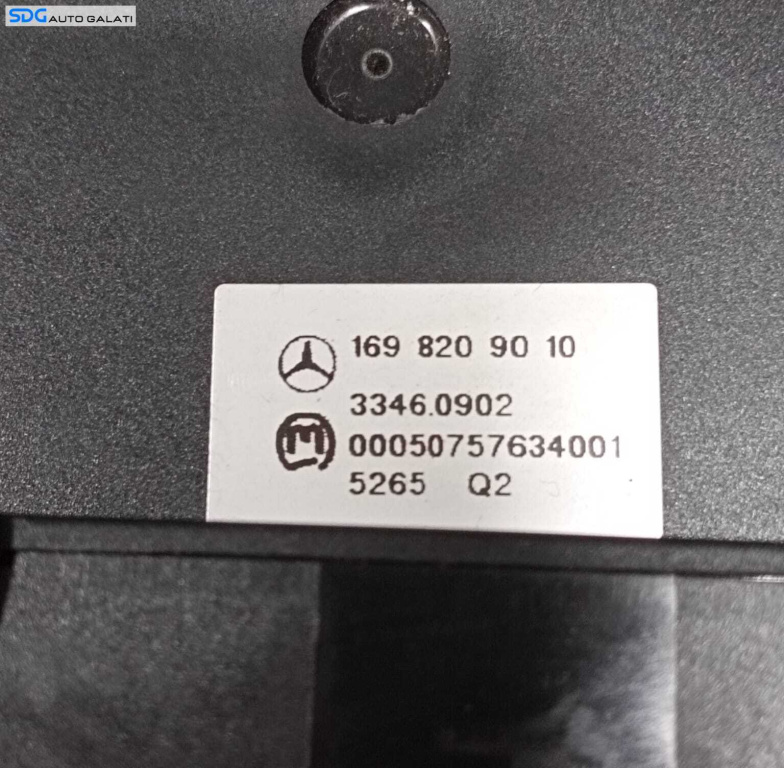 SDG AUTO GALATI
169 820 90 10
3346.0902
M 00050757634001
5265 Q2